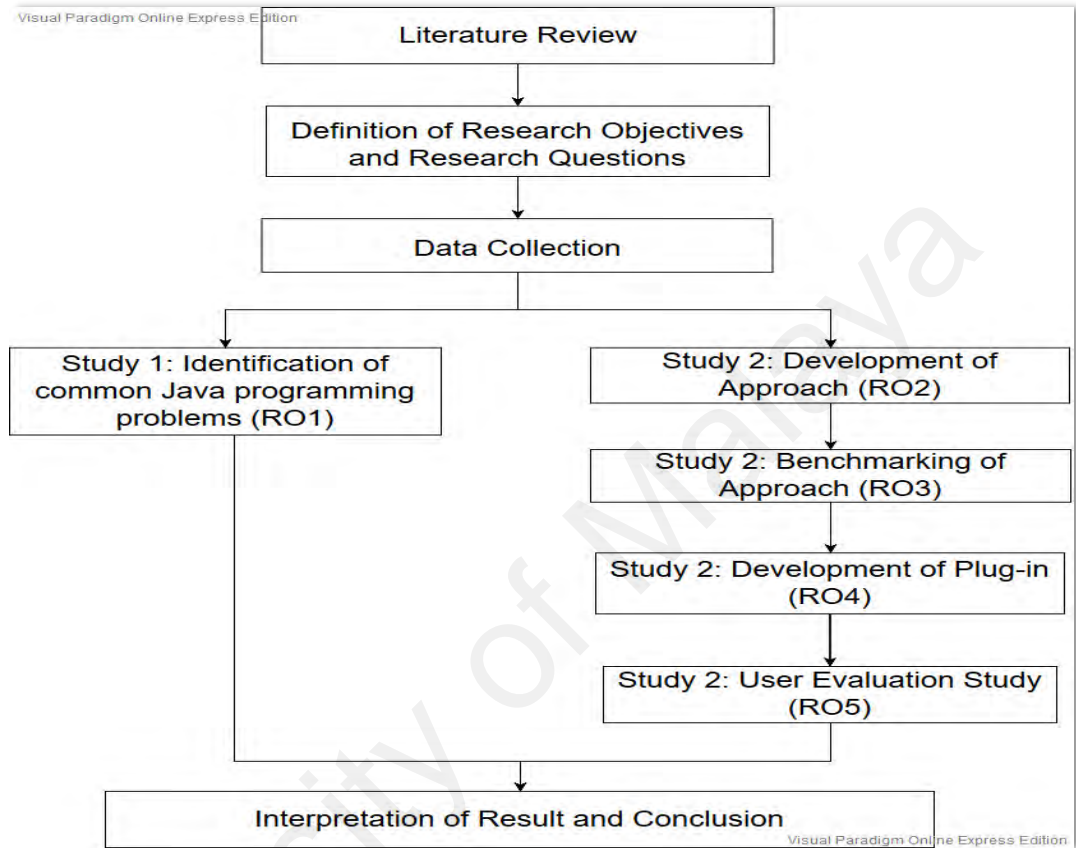 Visual Paradigm Online Express Edition
Literature Review
Definition of Research Objectives
and Research Questions
Data Collection
Study 1: Identification of
common Java programming
problems (RO1)
Study 2: Development of
Approach (RO2)
Study 2: Benchmarking of
Approach (RO3)
Study 2: Development of Plug-in
(RO4)
Study 2: User Evaluation Study
(RO5)
Interpretation of Result and Conclusion
Visual Paradigm Online Express Edition
sity of Malaya